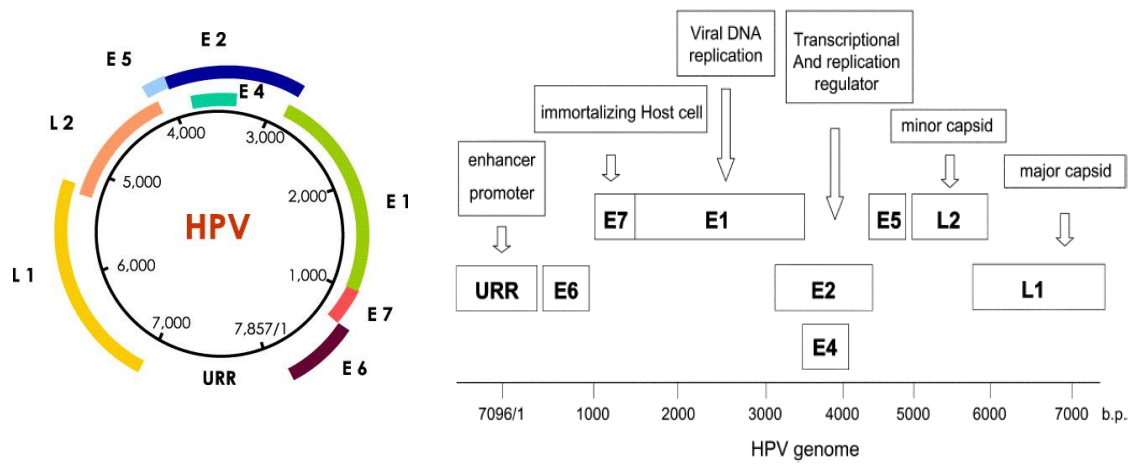 E 2
E 5
E 4
L 2
4,000
3,000
5,000
2,000
HPV
E 1
L 1
6,000
1,000
7,000
7,857/1
E 7
URR
E 6
Viral DNA
replication
Transcriptional
And replication
regulator
immortalizing Host cell
minor capsid
enhancer
promoter
major capsid
E7
E1
E5
L2
URR
E6
E2
L1
E4
7096/1 1000 2000 3000 4000 5000 6000 7000 b.p.
HPV genome